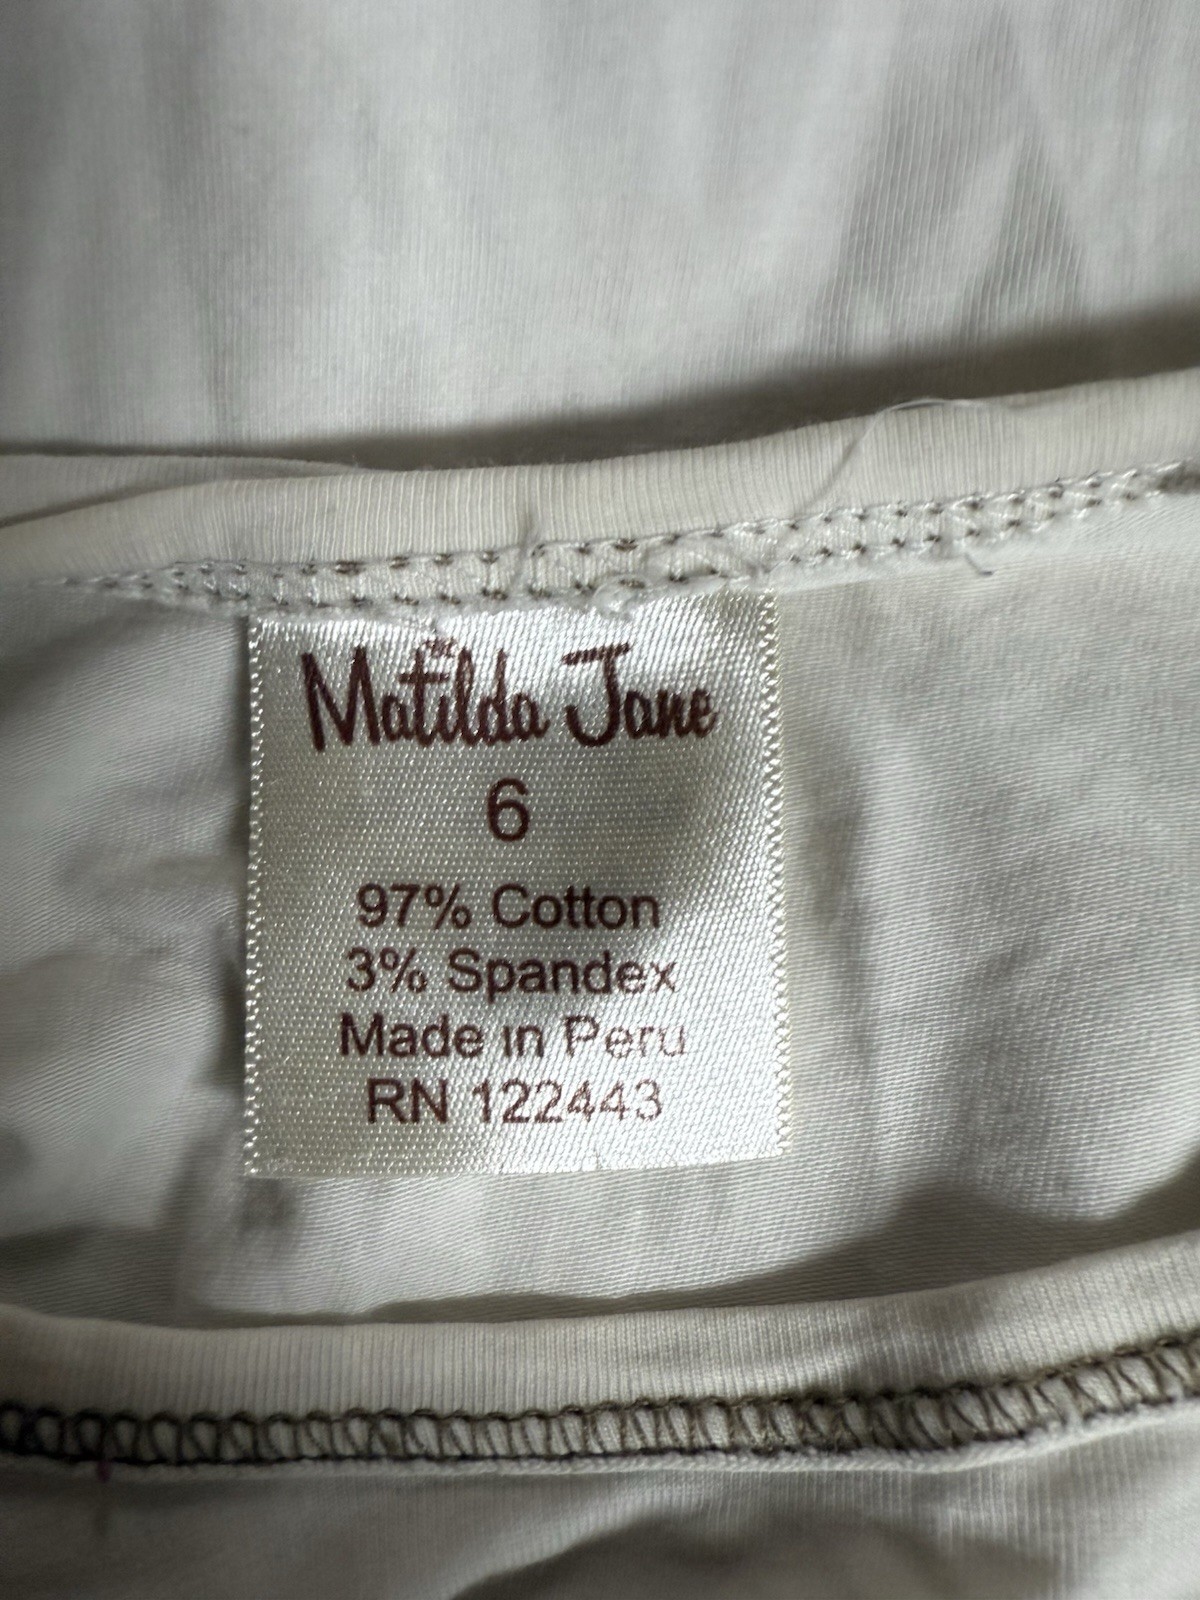 Matilda Jane
6
97% Cotton
3% Spandex
Made in Peru
RN 122443